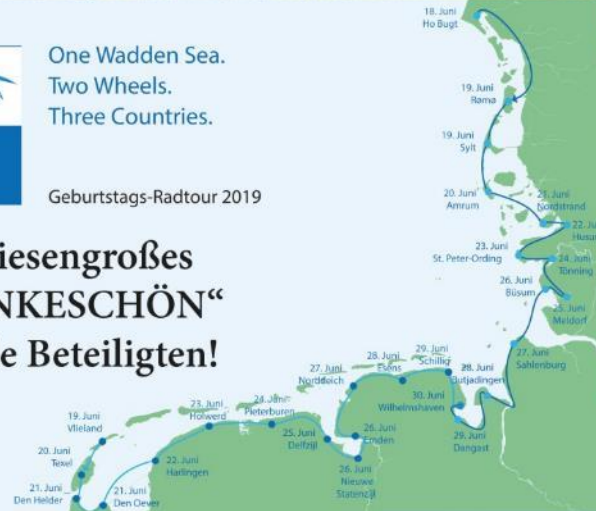 One Wadden Sea.
Two Wheels.
Three Countries.
Geburtstags-Radtour 2019
iesengroßes
NKESCHÖN“
e Beteiligten!
18. Juni
Ho Bugt
19. Juni
Rømø
19. Juni
Sylt
20. Juni
Amrum
21. Juni
Nordstrand
22. Ju
Husu
23. Juni
St. Peter-Ording
24. Juni
Tönning
26. Juni
Büsum
25. Juni
Meldorf
27. Juni
Sahlenburg
28. Juni
Butjadingen
29. Juni
Dangast
29. Juni
Schillig
30. Juni
Wilhelmshaven
28. Juni
Esens
27. Juni
Norddeich
26. Juni
Emden
26. Juni
Nieuwe
Statenzijl
25. Juni
Delfzijl
24. Juni
Pieterburen
23. Juni
Holwerd
22. Juni
Harlingen
19. Juni
Vlieland
20. Juni
Texel
21. Juni
Den Helder
21. Juni
Den Oever